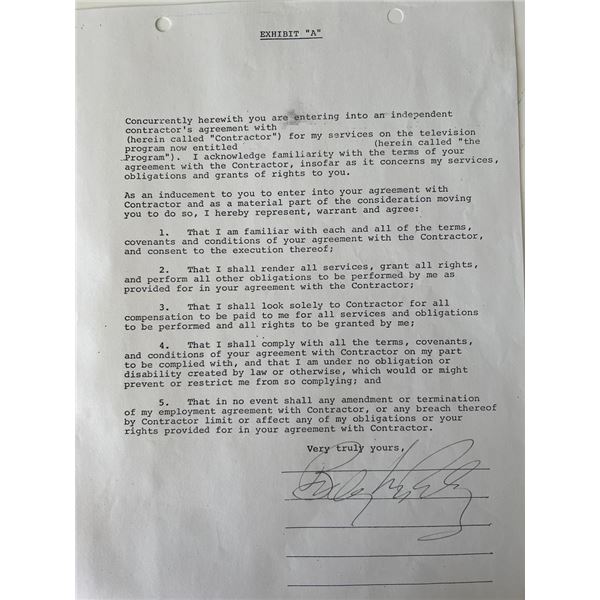 EXHIBIT "A"
Concurrently herewith you are entering into an independent
contractor's agreement with
(herein called "Contractor") for my services on the television
program now entitled (herein called "the
Program"). I acknowledge familiarity with the terms of your
agreement with the Contractor, insofar as it concerns my services,
obligations and grants of rights to you.
As an inducement to you to enter into your agreement with
Contractor and as a material part of the consideration moving
you to do so, I hereby represent, warrant and agree:
1. That I am familiar with each and all of the terms,
covenants and conditions of your agreement with the Contractor,
and consent to the execution thereof;
2. That I shall render all services, grant all rights,
and perform all other obligations to be performed by me as
provided for in your agreement with the Contractor;
3. That I shall look solely to Contractor for all
compensation to be paid to me for all services and obligations
to be performed and all rights to be granted by me;
4. That I shall comply with all the terms, covenants,
and conditions of your agreement with Contractor on my part
to be complied with, and that I am under no obligation or
disability created by law or otherwise, which would or might
prevent or restrict me from so complying; and
5. That in no event shall any amendment or termination
of my employment agreement with Contractor, or any breach thereof
by Contractor limit or affect any of my obligations or your
rights provided for in your agreement with Contractor.
Very truly yours,